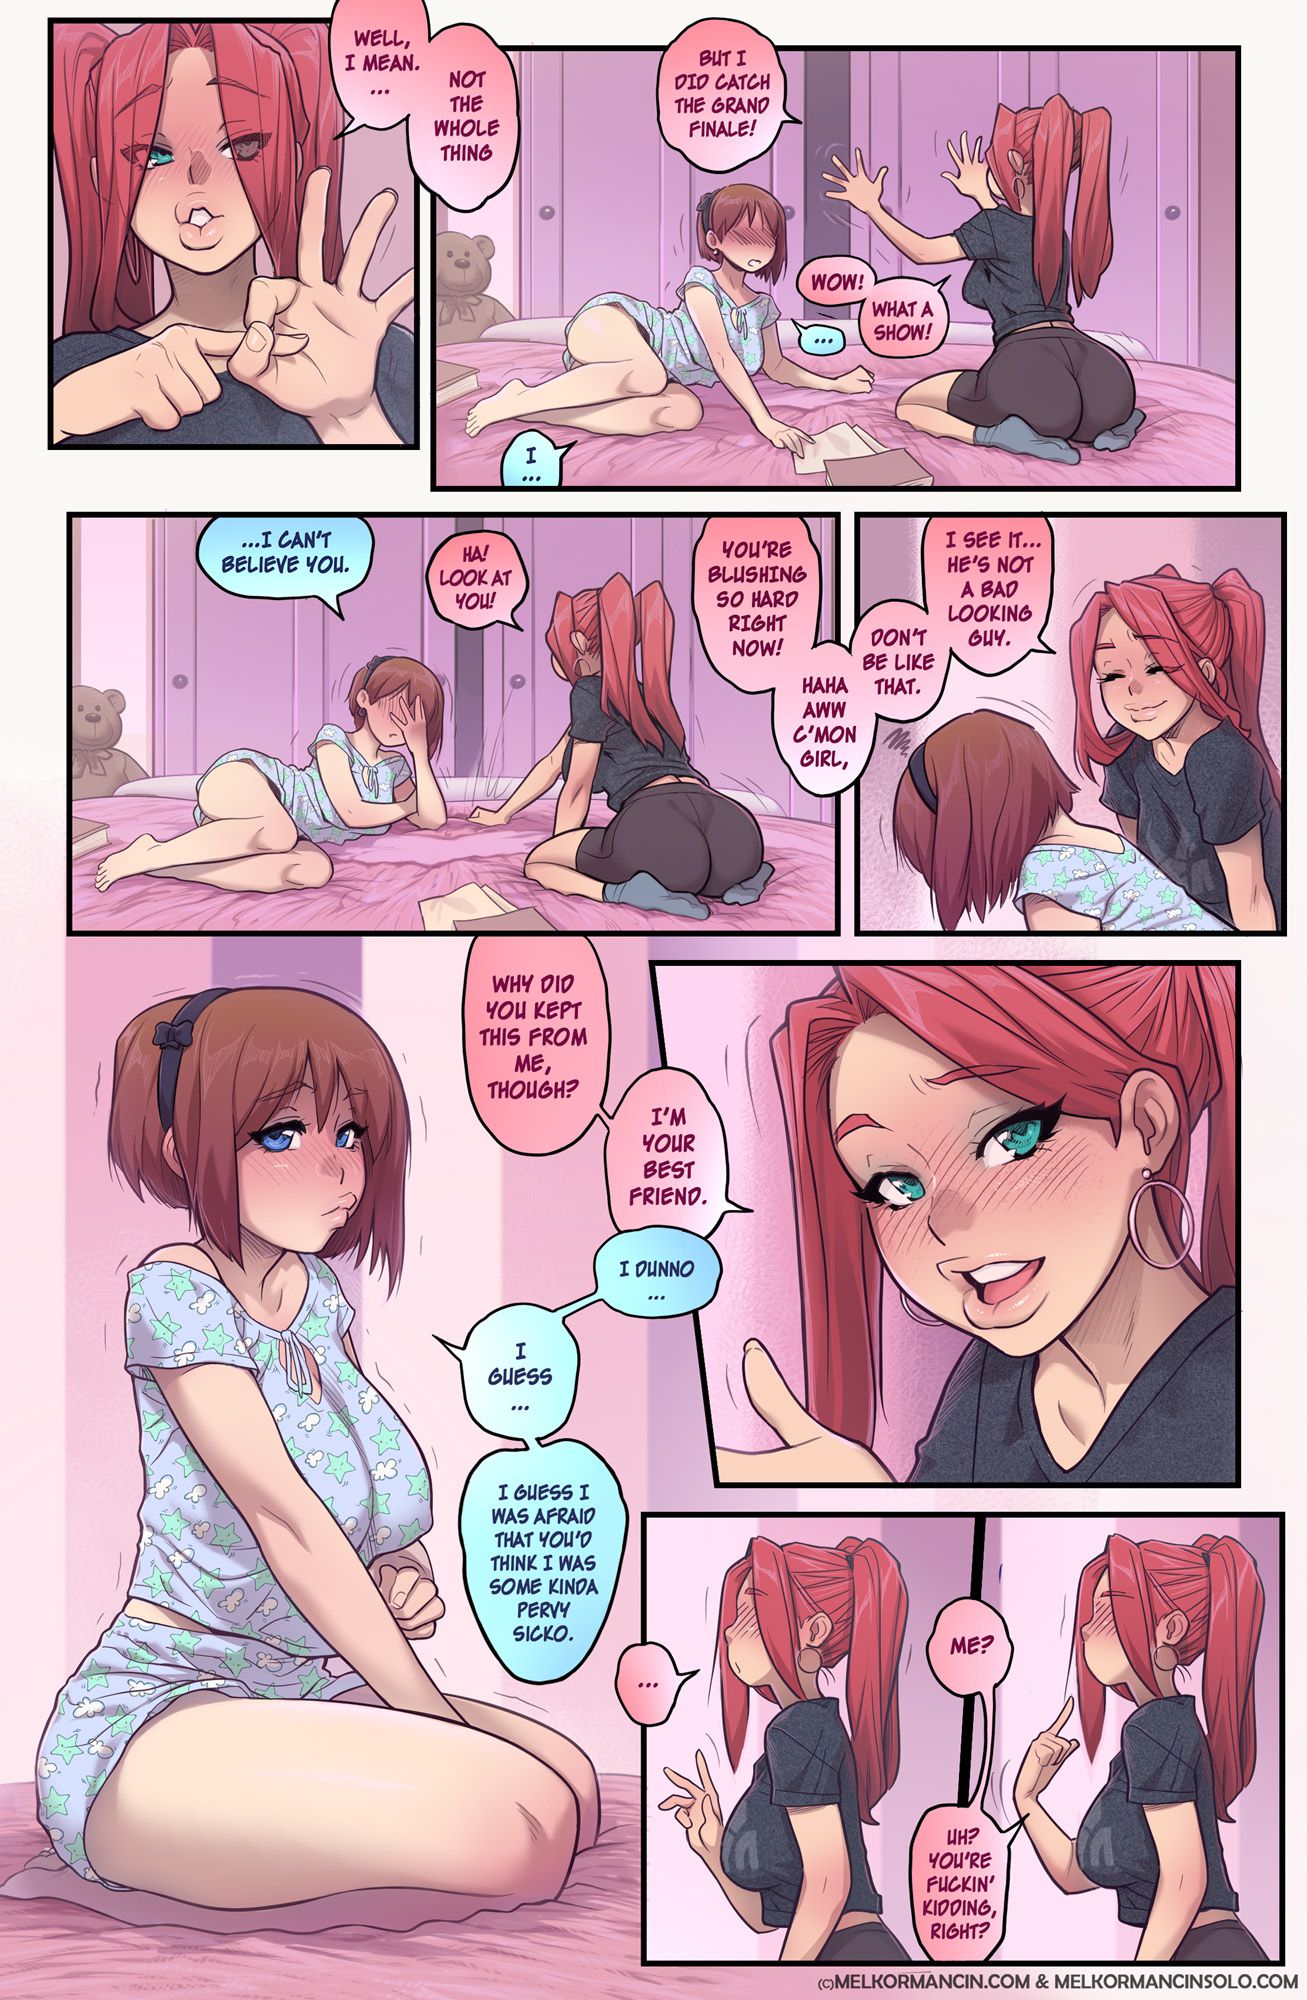 WELL,
I MEAN.
...
NOT
THE
WHOLE
THING
BUT I
DID CATCH
THE GRAND
FINALE!
WOW!
WHAT A
SHOW!
...
I
...
...I CAN'T
BELIEVE YOU.
HA!
LOOK AT
YOU!
YOU'RE
BLUSHING
SO HARD
RIGHT
NOW!
HAHA
AWW
C'MON
GIRL,
DON'T
BE LIKE
THAT.
I SEE IT...
HE'S NOT
A BAD
LOOKING
GUY.
WHY DID
YOU KEPT
THIS FROM
ME,
THOUGH?
I'M
YOUR
BEST
FRIEND.
I DUNNO
...
I
GUESS
...
I GUESS I
WAS AFRAID
THAT YOU'D
THINK I WAS
SOME KINDA
PERVY
SICKO.
...
ME?
UH?
YOU'RE
FUCKIN'
KIDDING,
RIGHT?
(C)MELKORMANCIN.COM & MELKORMANCINSOLO.COM